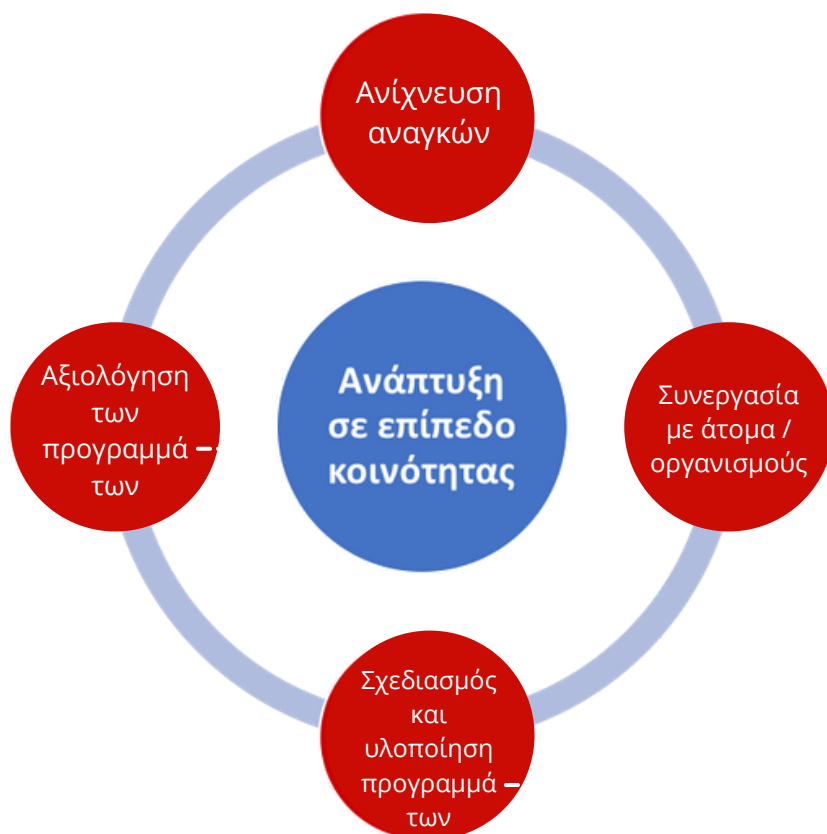 Ανίχνευση
αναγκών
Ανάπτυξη
σε επίπεδο
κοινότητας
Συνεργασία
με άτομα /
οργανισμούς
Σχεδιασμός
και
υλοποίηση
προγραμμά –
των
Αξιολόγηση
των
προγραμμά –
των